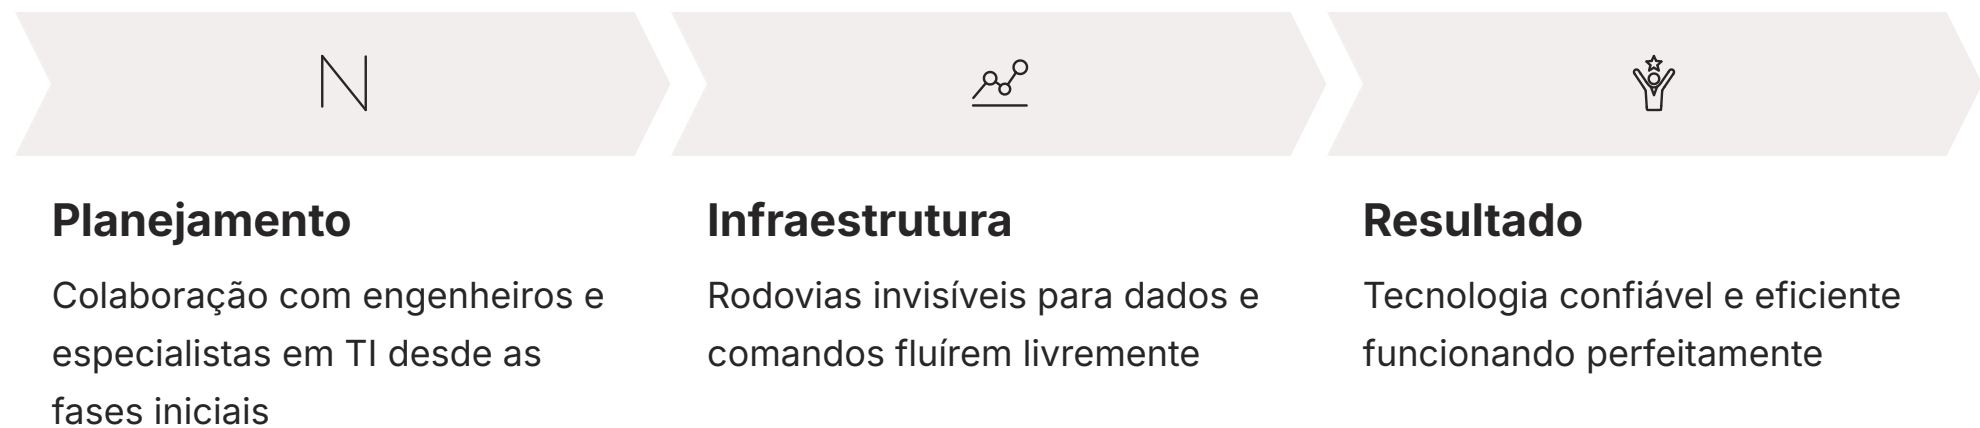 Planejamento
Colaboração com engenheiros e
especialistas em TI desde as
fases iniciais
Infraestrutura
Rodovias invisíveis para dados e
comandos fluírem livremente
Resultado
Tecnologia confiável e eficiente
funcionando perfeitamente